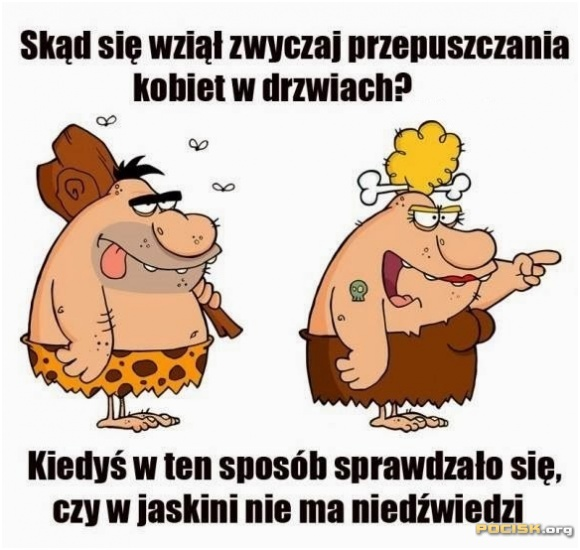 Skąd się wziął zwyczaj przepuszczania
kobiet w drzwiach?
Kiedyś w ten sposób sprawdzało się,
czy w jaskini nie ma niedźwiedzi
POCISK.org